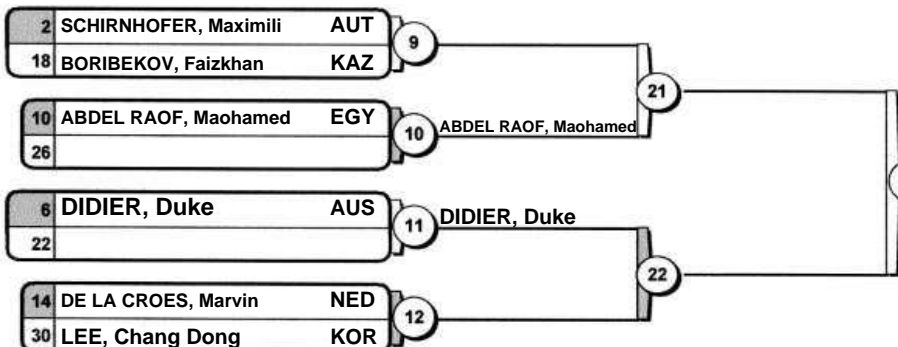 2 SCHIRNHOFER, Maximili AUT
9
18 BORIBEKOV, Faizkhan KAZ
21
10 ABDEL RAOF, Maohamed EGY
10 ABDEL RAOF, Maohamed
26
6 DIDIER, Duke AUS
11 DIDIER, Duke
22
22
14 DE LA CROES, Marvin NED
12
30 LEE, Chang Dong KOR